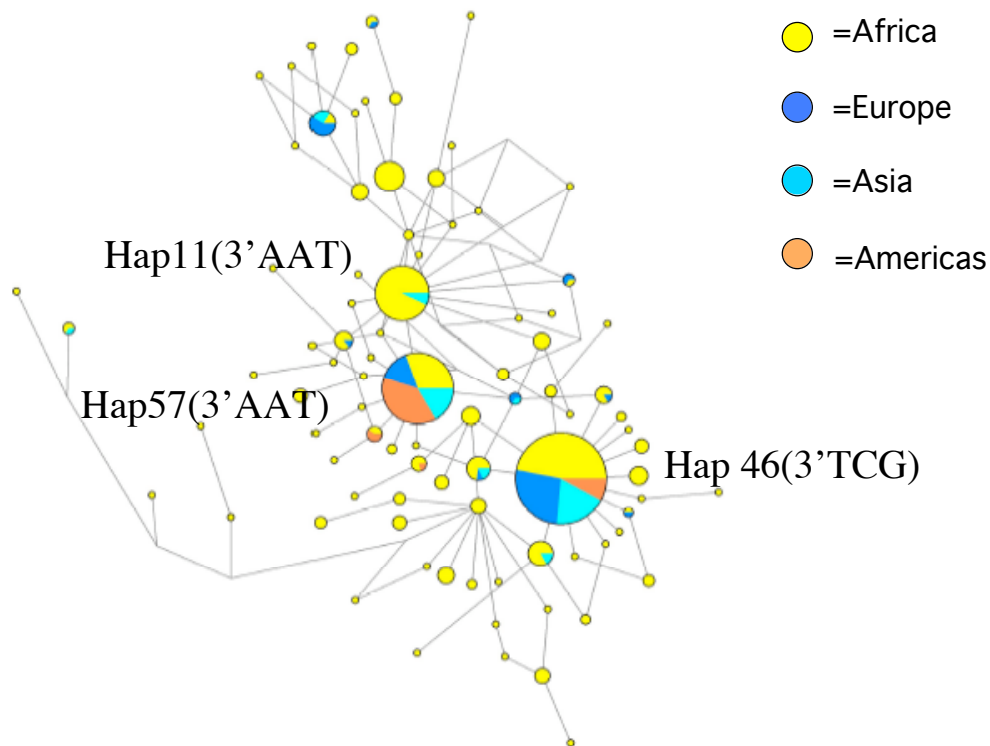 =Africa
=Europe
=Asia
=Americas
Hap11(3’AAT)
Hap57(3’AAT)
Hap 46(3’TCG)